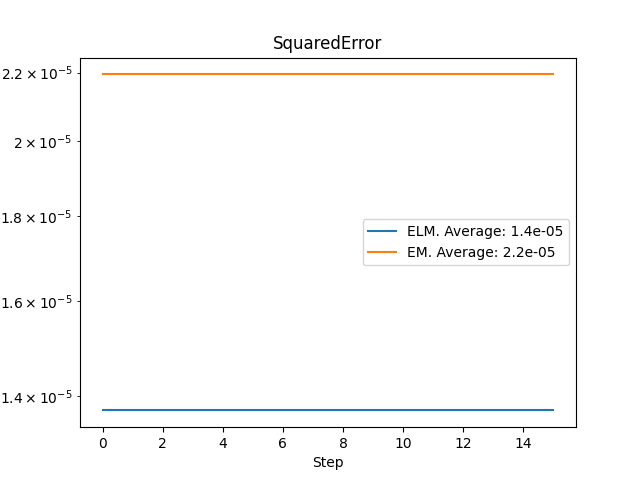 SquaredError
2.2 × 10⁻⁵
2 × 10⁻⁵
1.8 × 10⁻⁵
1.6 × 10⁻⁵
1.4 × 10⁻⁵
ELM. Average: 1.4e-05
EM. Average: 2.2e-05
0 2 4 6 8 10 12 14
Step